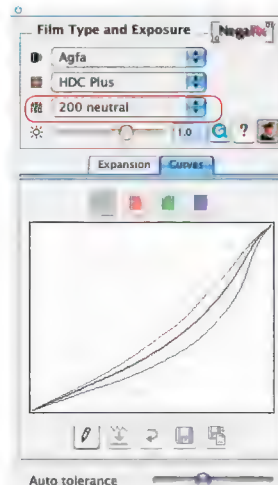 Film Type and Exposure NegaFix
Agfa
HDC Plus
200 neutral
1.0 ?
Expansion Curves
Auto tolerance